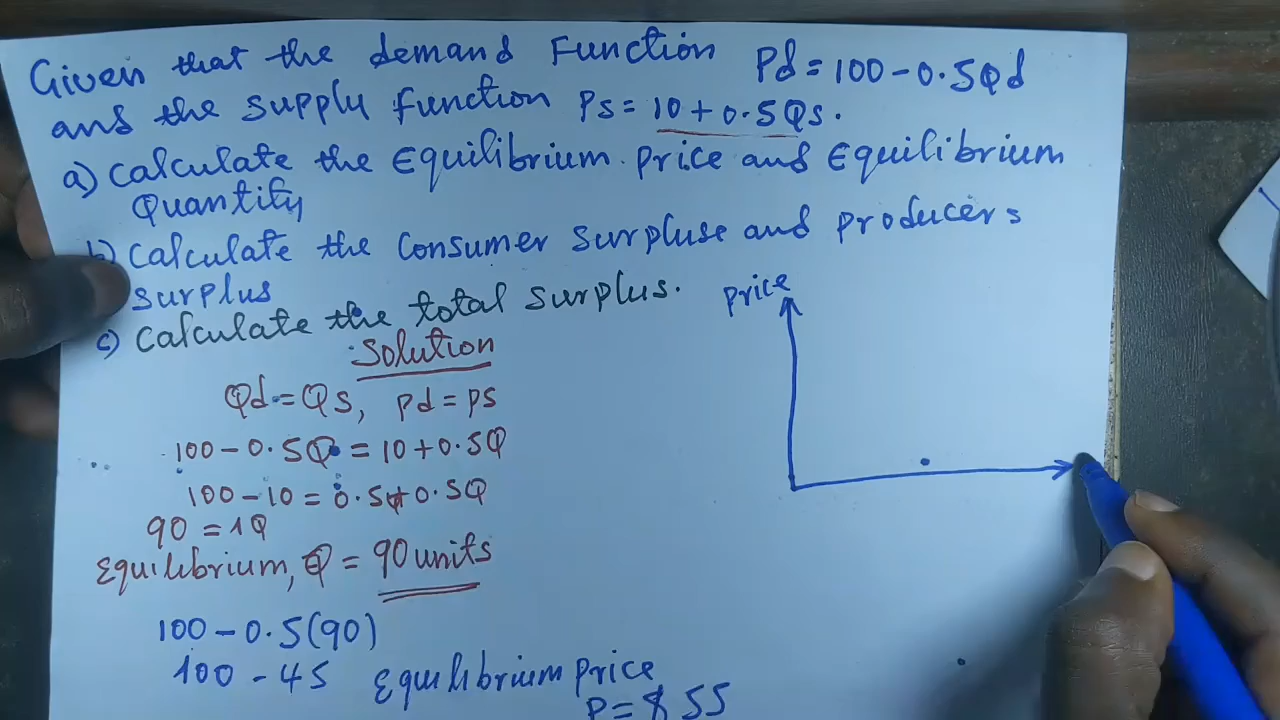 Given that the demand Function Pd = 100 - 0.5Qd
and the supply function Ps = 10 + 0.5Qs.
a) Calculate the Equilibrium price and Equilibrium
Quantity
b) Calculate the Consumer surpluse and producers
surplus
c) Calculate the total surplus.
price
Solution
Qd = Qs, pd = ps
100 - 0.5Q = 10 + 0.5Q
100 - 10 = 0.5Q + 0.5Q
90 = 1Q
Equilibrium, Q = 90 units
100 - 0.5(90)
100 - 45 Equilibrium price
P = $55